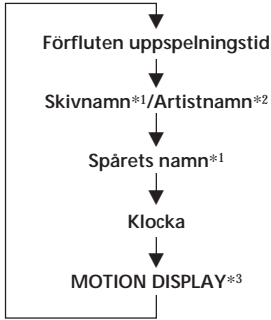 Förfluten uppspelningstid
Skivnamn*1/Artistnamn*2
Spårets namn*1
Klocka
MOTION DISPLAY*3